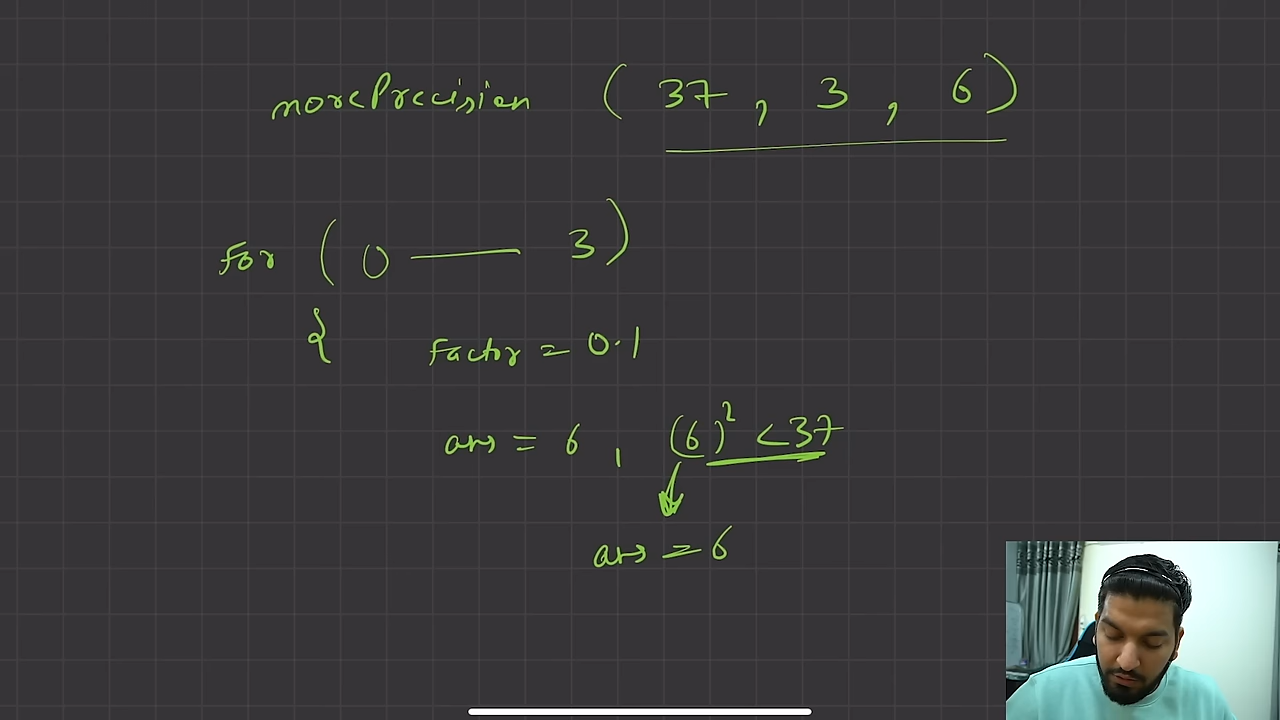 morePrecision ( 37 , 3 , 6 )
for ( 0 — 3 )
{ factor = 0.1
ans = 6 , (6)² < 37
ans = 6